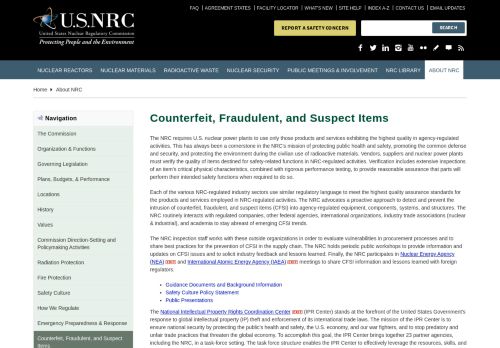 FAQ | AGREEMENT STATES | FACILITY LOCATOR | WHAT'S NEW | SITE HELP | INDEX A-Z | CONTACT US | EMAIL UPDATES
U.S.NRC
United States Nuclear Regulatory Commission
Protecting People and the Environment
REPORT A SAFETY CONCERN
SEARCH
NUCLEAR REACTORS NUCLEAR MATERIALS RADIOACTIVE WASTE NUCLEAR SECURITY PUBLIC MEETINGS & INVOLVEMENT NRC LIBRARY ABOUT NRC
Home About NRC
Navigation
The Commission
Organization & Functions
Governing Legislation
Plans, Budgets, & Performance
Locations
History
Values
Commission Direction-Setting and
Policymaking Activities
Radiation Protection
Fire Protection
Safety Culture
How We Regulate
Emergency Preparedness & Response
Counterfeit, Fraudulent, and Suspect
Items
Counterfeit, Fraudulent, and Suspect Items
The NRC requires U.S. nuclear power plants to use only those products and services exhibiting the highest quality in agency-regulated
activities. This has always been a cornerstone in the NRC's mission of protecting public health and safety, promoting the common defense
and security, and protecting the environment during the civilian use of radioactive materials. Vendors, suppliers and nuclear power plants
must verify the quality of items destined for safety-related functions in NRC-regulated activities. Verification includes extensive inspections
of an item's critical physical characteristics, combined with rigorous performance testing, to provide reasonable assurance that parts will
perform their intended safety functions when required to do so.
Each of the various NRC-regulated industry sectors use similar regulatory language to meet the highest quality assurance standards for
the products and services employed in NRC-regulated activities. The NRC advocates a proactive approach to detect and prevent the
intrusion of counterfeit, fraudulent, and suspect items (CFSI) into agency-regulated equipment, components, systems, and structures. The
NRC routinely interacts with regulated companies, other federal agencies, international organizations, industry trade associations (nuclear
& industrial), and academia to stay abreast of emerging CFSI trends.
The NRC inspection staff works with these outside organizations in order to evaluate vulnerabilities in procurement processes and to
share best practices for the prevention of CFSI in the supply chain. The NRC holds periodic public workshops to provide information and
updates on CFSI issues and to solicit industry feedback and lessons learned. Finally, the NRC participates in Nuclear Energy Agency
(NEA) and International Atomic Energy Agency (IAEA) meetings to share CFSI information and lessons learned with foreign
regulators.
Guidance Documents and Background Information
Safety Culture Policy Statement
Public Presentations
The National Intellectual Property Rights Coordination Center (IPR Center) stands at the forefront of the United States Government's
response to global intellectual property (IP) theft and enforcement of its international trade laws. The mission of the IPR Center is to
ensure national security by protecting the public's health and safety, the U.S. economy, and our war fighters, and to stop predatory and
unfair trade practices that threaten the global economy. To accomplish this goal, the IPR Center brings together 23 partner agencies,
including the NRC, in a task-force setting. The task force structure enables the IPR Center to effectively leverage the resources, skills, and